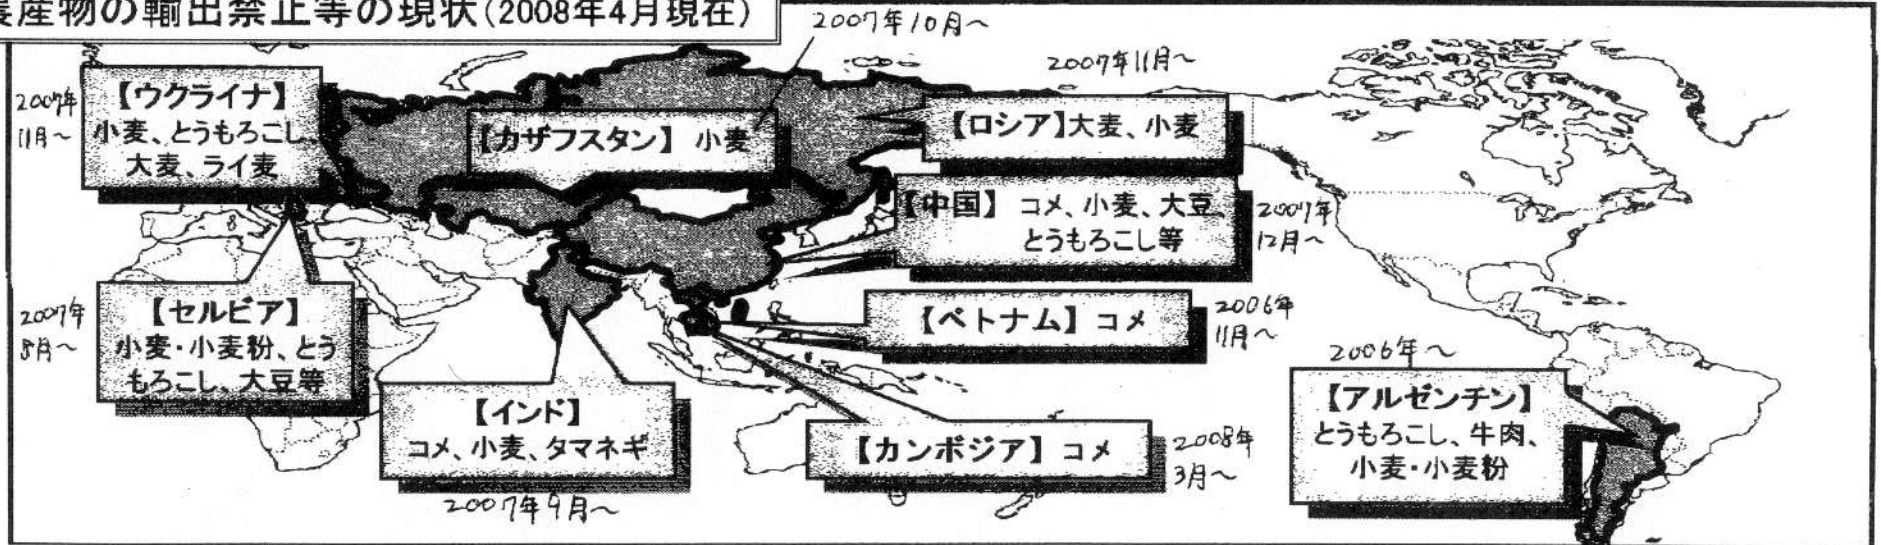 農産物の輸出禁止等の現状(2008年4月現在)
2007年10月～
2007年11月～
2007年
11月～
【ウクライナ】
小麦、とうもろこし、
大麦、ライ麦
【カザフスタン】 小麦
【ロシア】大麦、小麦
【中国】 コメ、小麦、大豆、
とうもろこし等
2007年
12月～
2007年
8月～
【セルビア】
小麦・小麦粉、とう
もろこし、大豆等
【ベトナム】コメ
2006年
11月～
【インド】
コメ、小麦、タマネギ
2007年9月～
【カンボジア】コメ
2008年
3月～
2006年～
【アルゼンチン】
とうもろこし、牛肉、
小麦・小麦粉